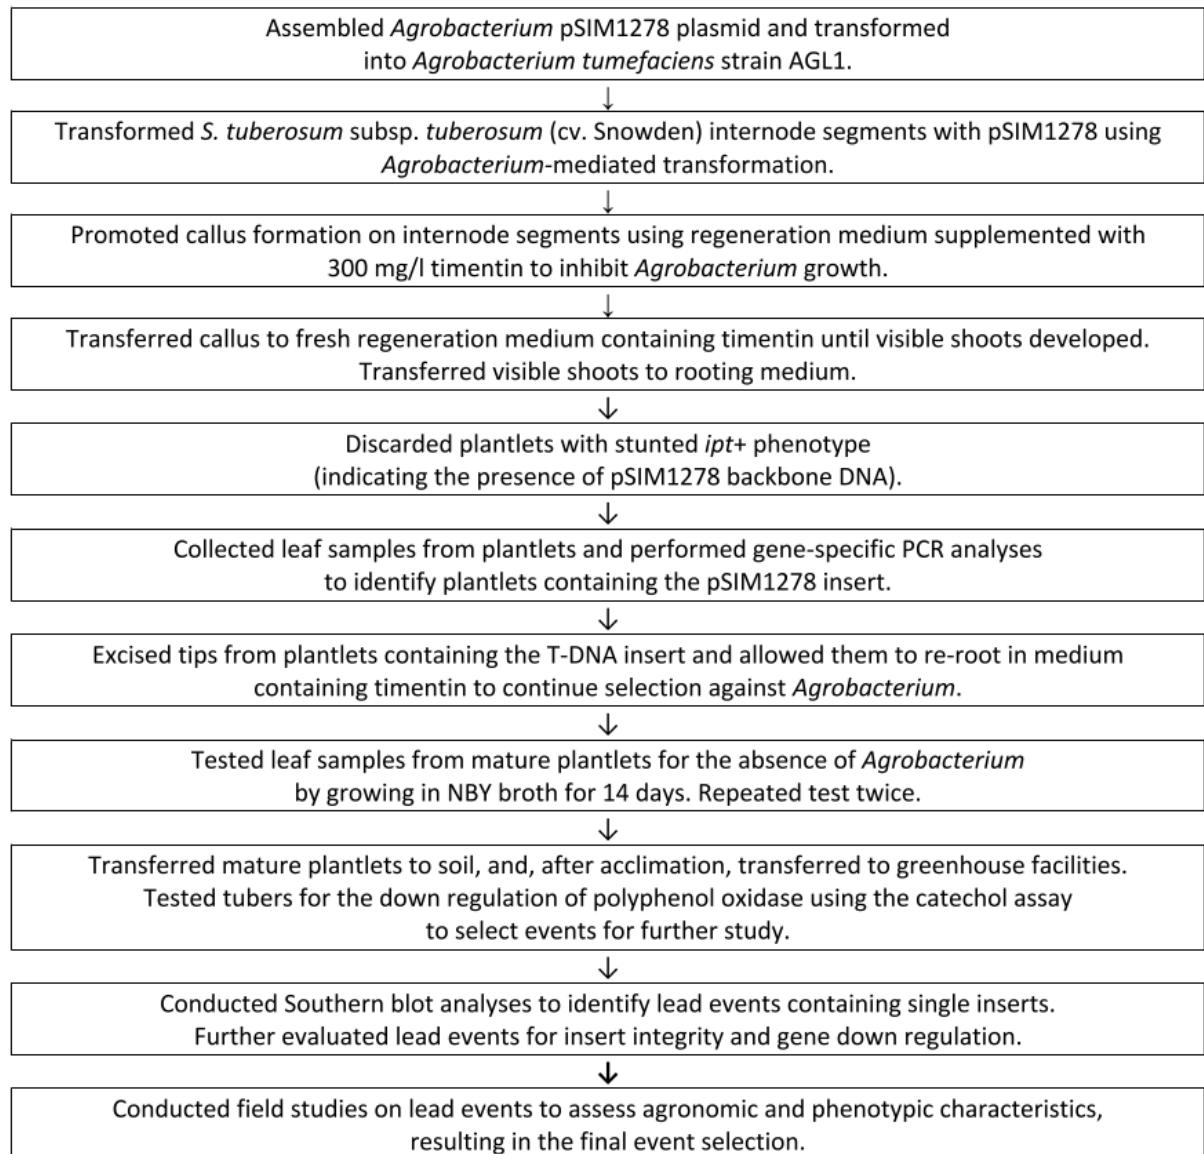 Assembled Agrobacterium pSIM1278 plasmid and transformed
into Agrobacterium tumefaciens strain AGL1.
↓
Transformed S. tuberosum subsp. tuberosum (cv. Snowden) internode segments with pSIM1278 using
Agrobacterium-mediated transformation.
↓
Promoted callus formation on internode segments using regeneration medium supplemented with
300 mg/l timentin to inhibit Agrobacterium growth.
↓
Transferred callus to fresh regeneration medium containing timentin until visible shoots developed.
Transferred visible shoots to rooting medium.
↓
Discarded plantlets with stunted ipt+ phenotype
(indicating the presence of pSIM1278 backbone DNA).
↓
Collected leaf samples from plantlets and performed gene-specific PCR analyses
to identify plantlets containing the pSIM1278 insert.
↓
Excised tips from plantlets containing the T-DNA insert and allowed them to re-root in medium
containing timentin to continue selection against Agrobacterium.
↓
Tested leaf samples from mature plantlets for the absence of Agrobacterium
by growing in NBY broth for 14 days. Repeated test twice.
↓
Transferred mature plantlets to soil, and, after acclimation, transferred to greenhouse facilities.
Tested tubers for the down regulation of polyphenol oxidase using the catechol assay
to select events for further study.
↓
Conducted Southern blot analyses to identify lead events containing single inserts.
Further evaluated lead events for insert integrity and gene down regulation.
↓
Conducted field studies on lead events to assess agronomic and phenotypic characteristics,
resulting in the final event selection.